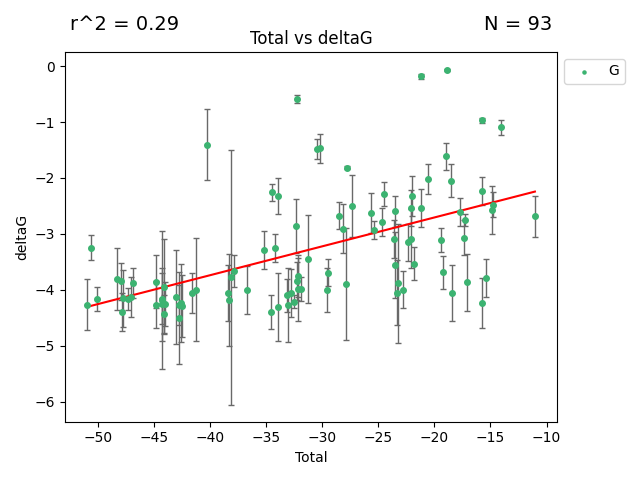 r^2 = 0.29 N = 93
Total vs deltaG
G
deltaG
0
−1
−2
−3
−4
−5
−6
−50 −45 −40 −35 −30 −25 −20 −15 −10
Total